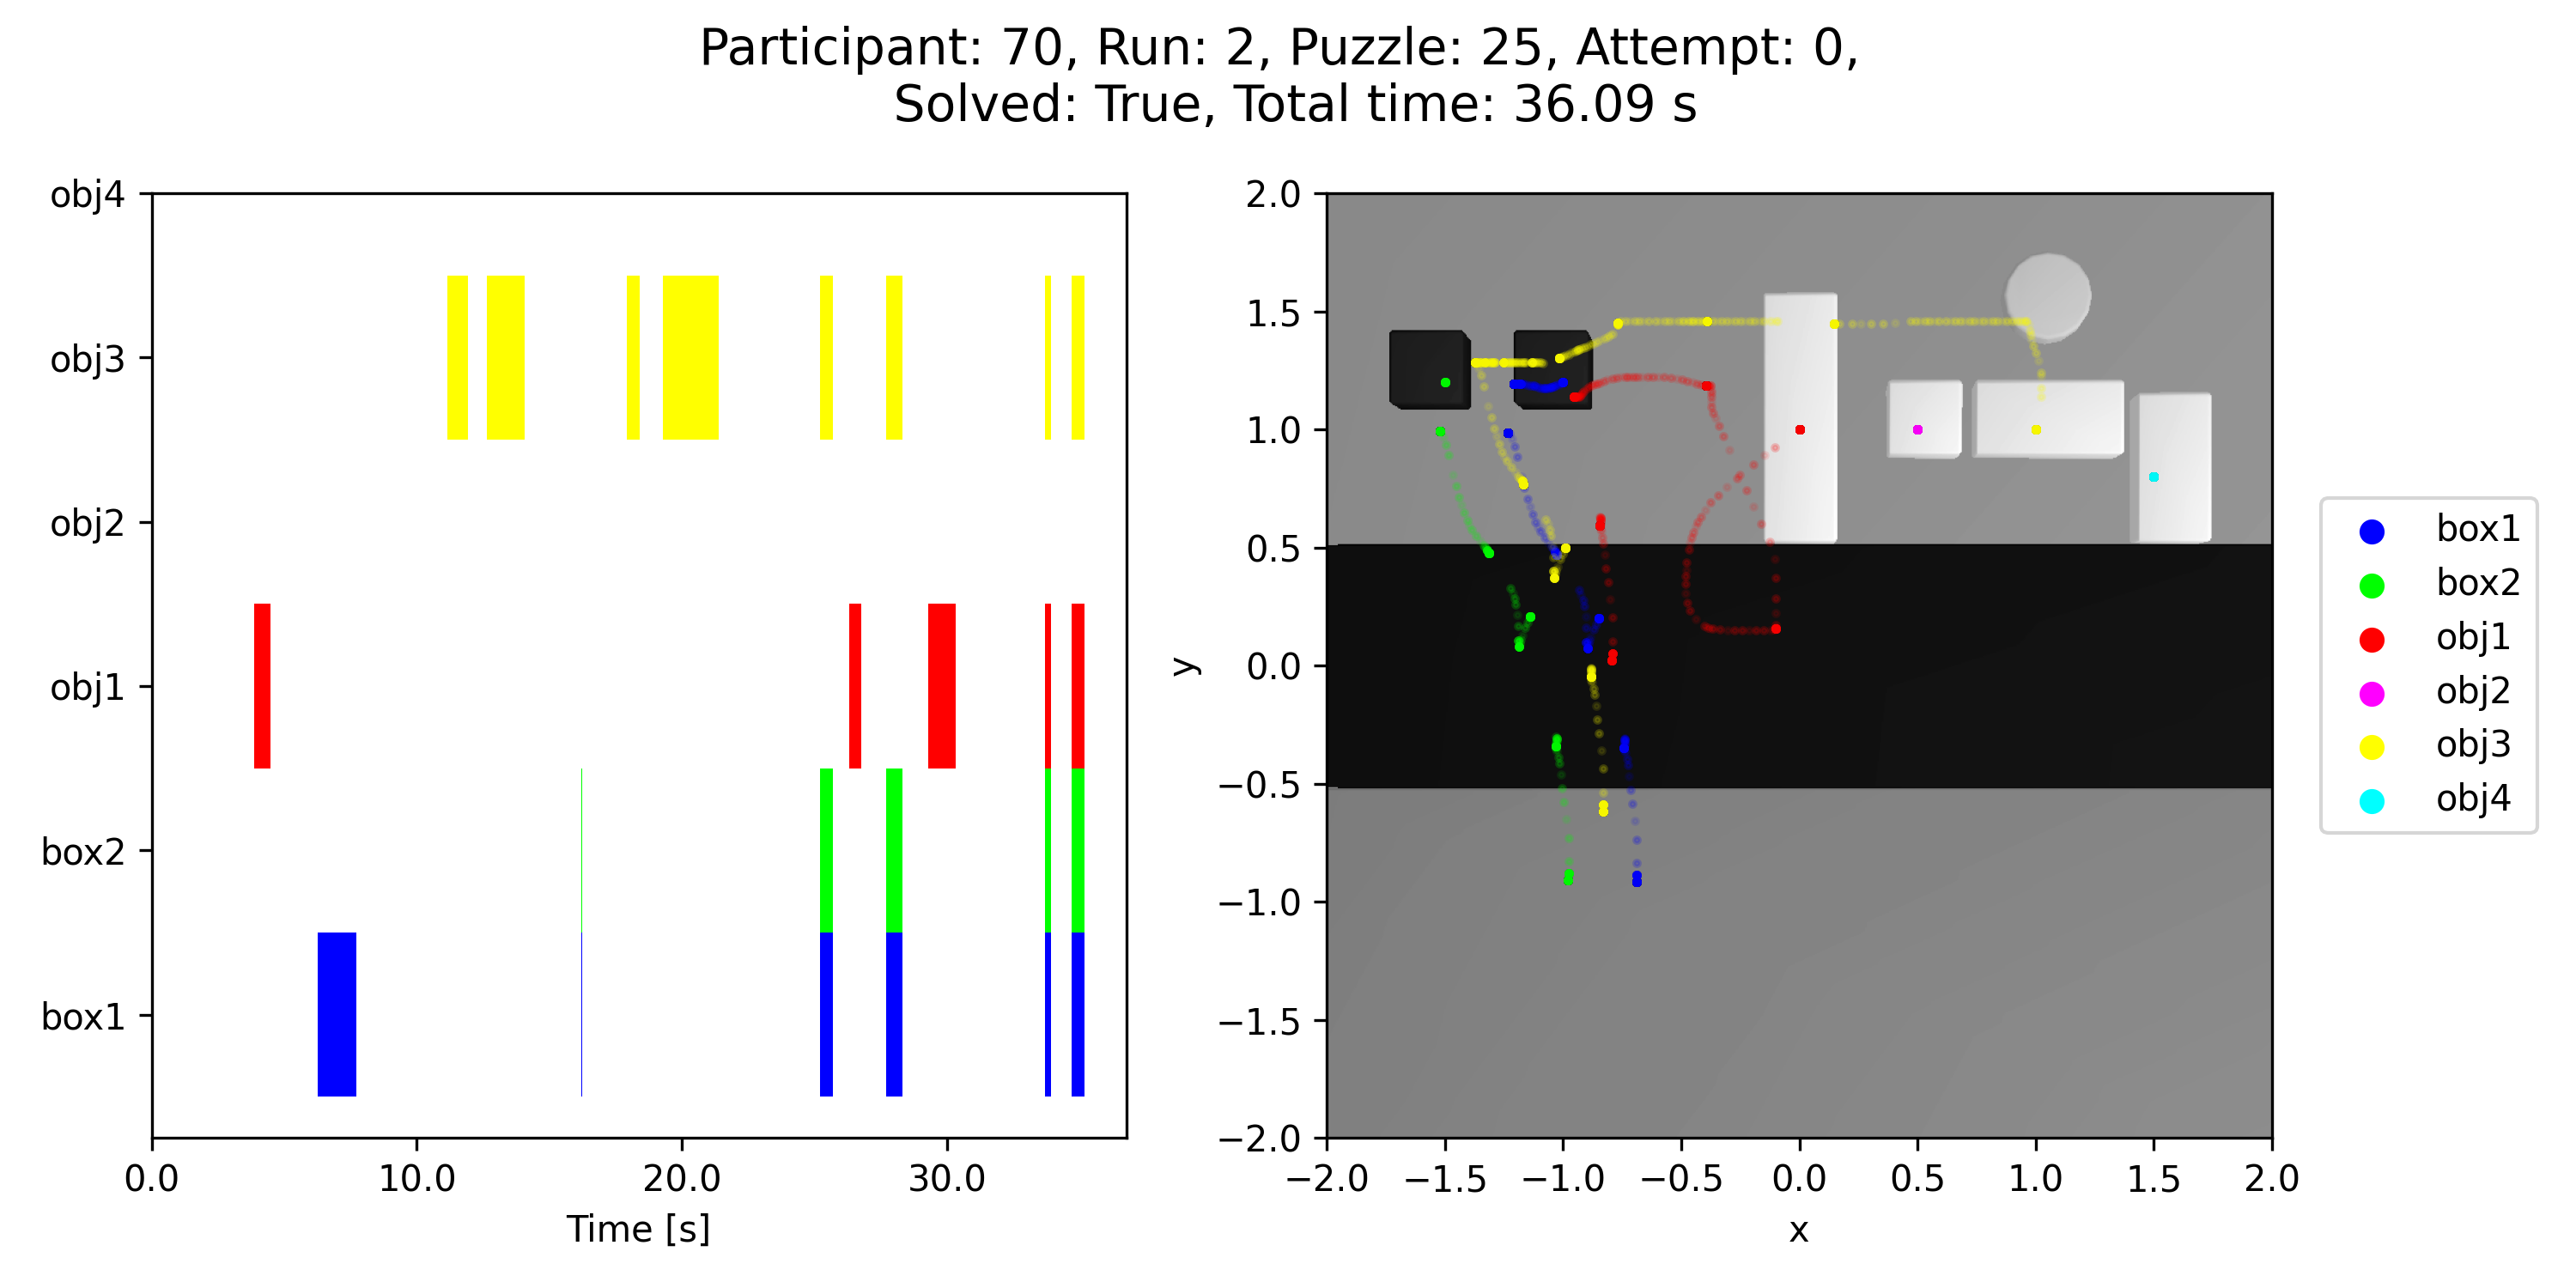 Participant: 70, Run: 2, Puzzle: 25, Attempt: 0,
Solved: True, Total time: 36.09 s
obj4
obj3
obj2
obj1
box2
box1
0.0 10.0 20.0 30.0
Time [s]
2.0
1.5
1.0
0.5
0.0
−0.5
−1.0
−1.5
−2.0
y
−2.0 −1.5 −1.0 −0.5 0.0 0.5 1.0 1.5 2.0
x
box1
box2
obj1
obj2
obj3
obj4